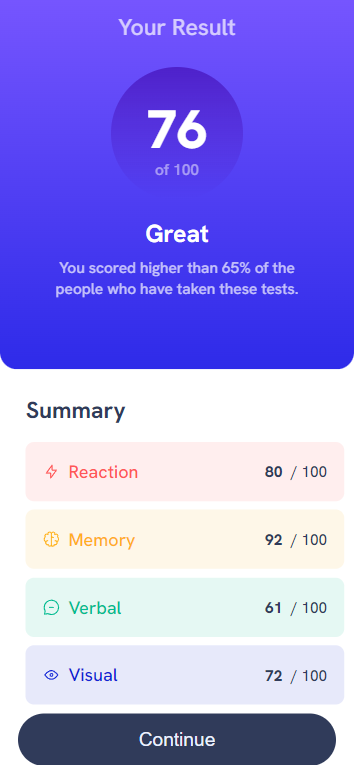 Your Result
76
of 100
Great
You scored higher than 65% of the
people who have taken these tests.
Summary
Reaction 80 / 100
Memory 92 / 100
Verbal 61 / 100
Visual 72 / 100
Continue